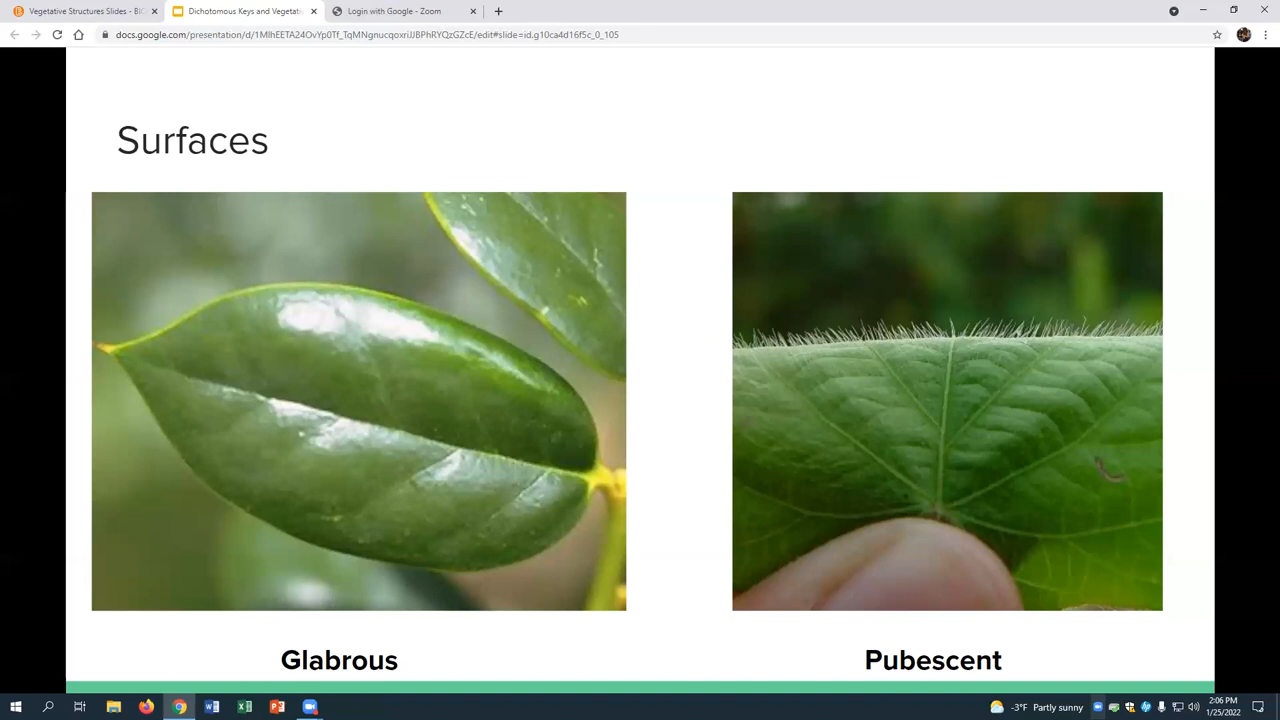 Vegetative Structures Slides - BIO
Dichotomous Keys and Vegetati
Login with Google - Zoom
docs.google.com/presentation/d/1MlhEETA24OvYp0Tf_TqMNgnucqoxriJJBPhRYQzGZcE/edit#slide=id.g10ca4d16f5c_0_105
Surfaces
Glabrous
Pubescent
-3°F Partly sunny
2:06 PM
1/25/2022